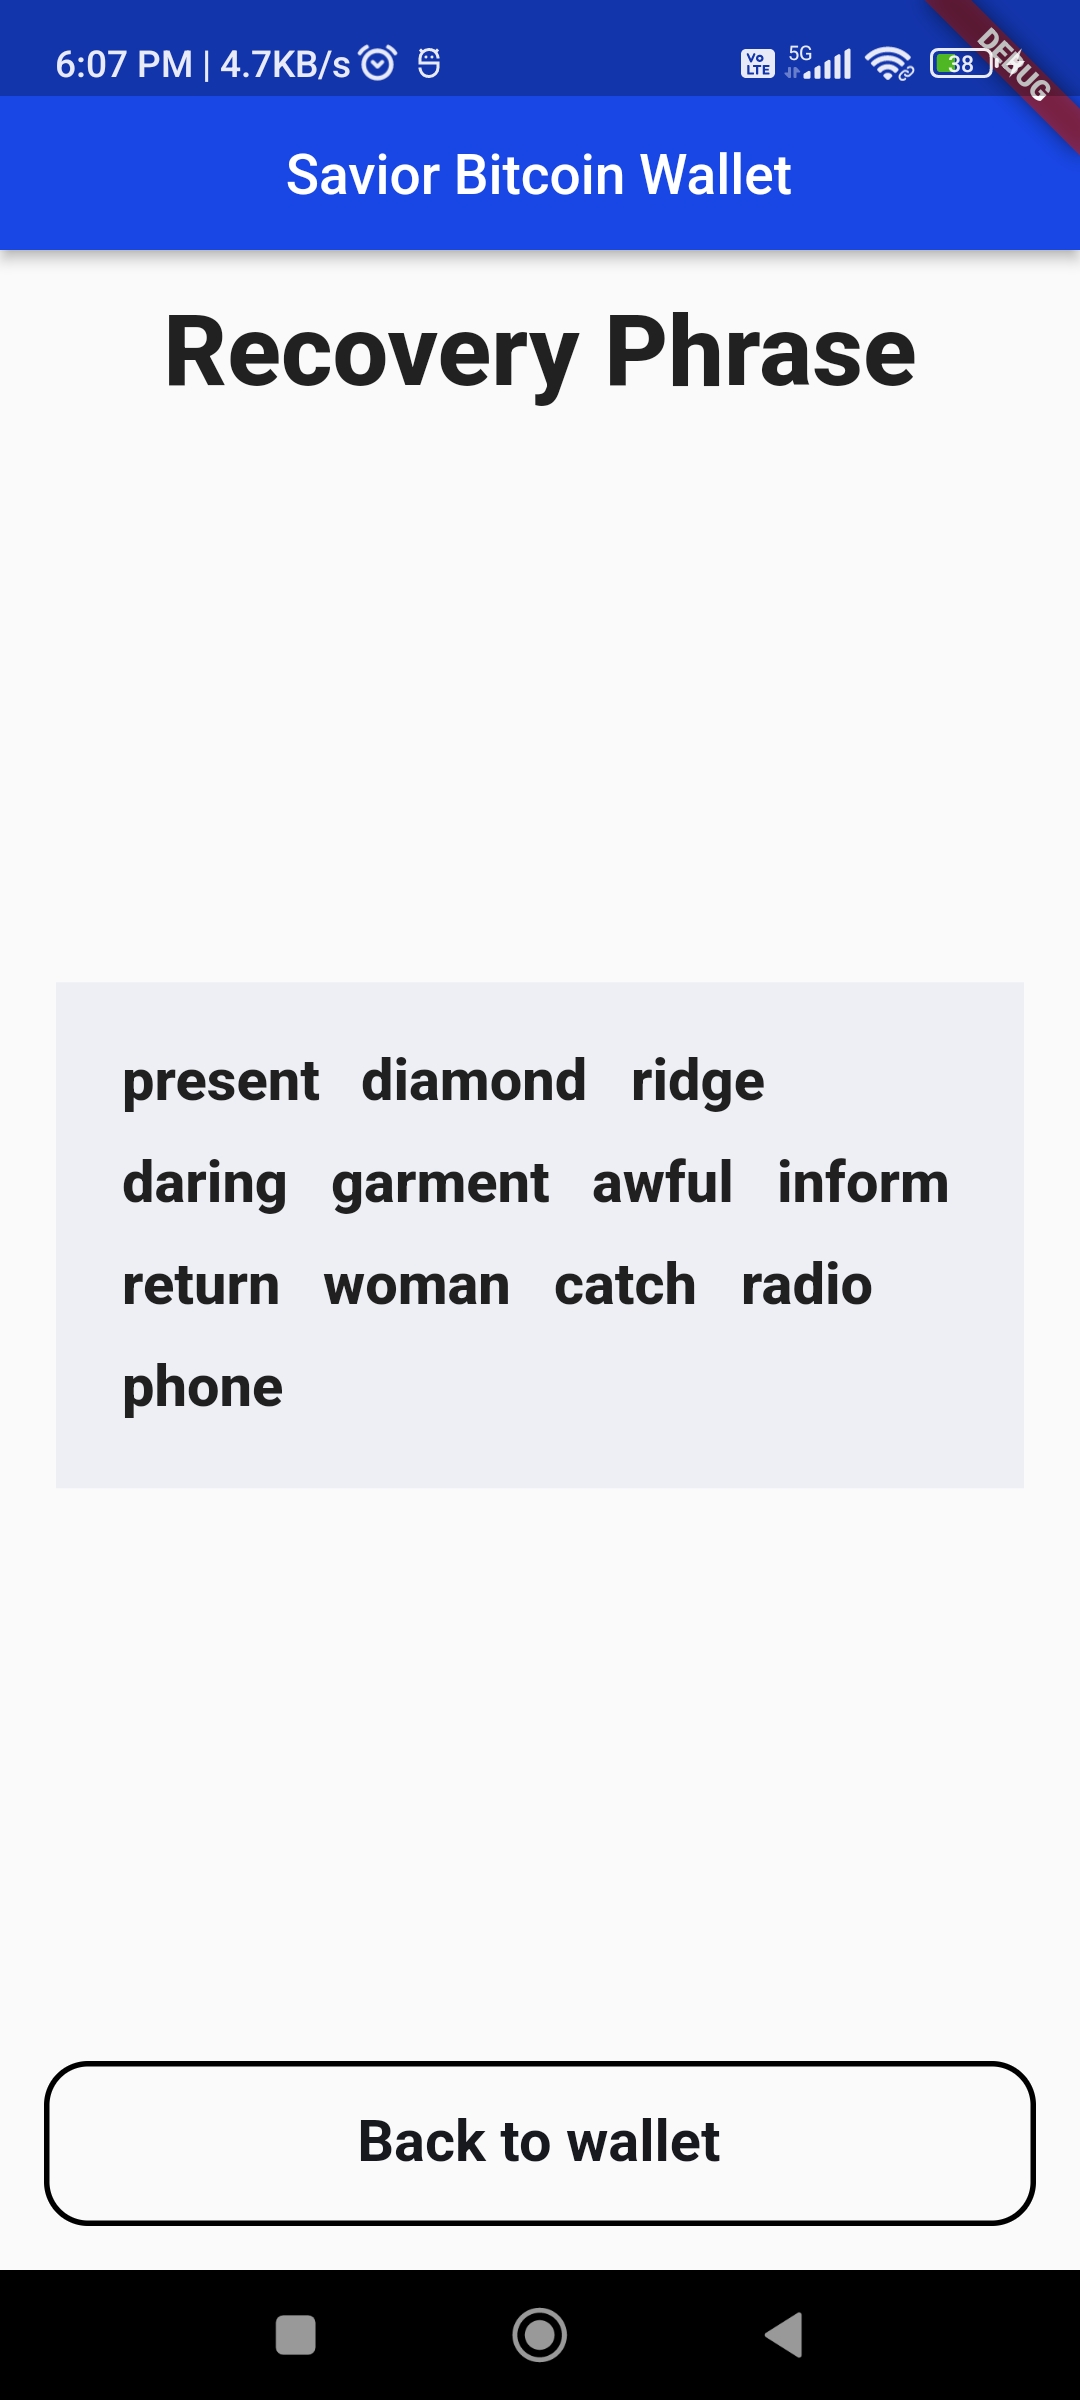 6:07 PM | 4.7KB/s
Vo LTE 5G 38
DEBUG
Savior Bitcoin Wallet
Recovery Phrase
present diamond ridge
daring garment awful inform
return woman catch radio
phone
Back to wallet